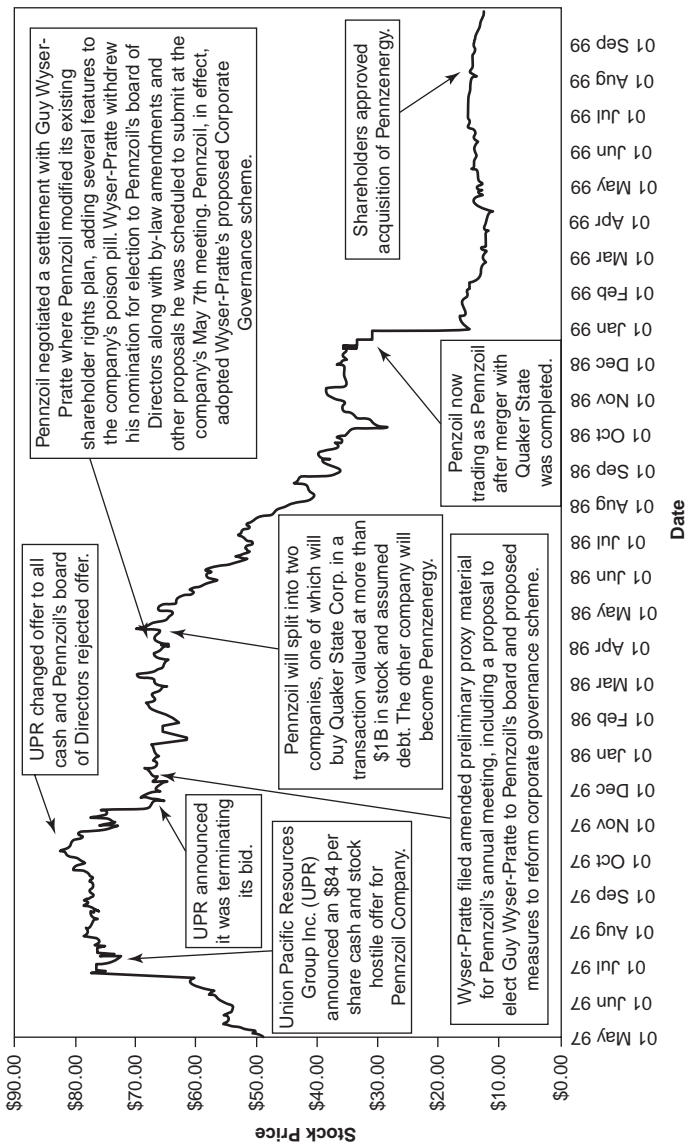 $90.00
$80.00
$70.00
$60.00
$50.00
$40.00
$30.00
$20.00
$10.00
$0.00
Stock Price
UPR changed offer to all
cash and Pennzoil's board
of Directors rejected offer.
Pennzoil negotiated a settlement with Guy Wyser-
Pratte where Pennzoil modified its existing
shareholder rights plan, adding several features to
the company's poison pill. Wyser-Pratte withdrew
his nomination for election to Pennzoil's board of
Directors along with by-law amendments and
other proposals he was scheduled to submit at the
company's May 7th meeting. Pennzoil, in effect,
adopted Wyser-Pratte's proposed Corporate
Governance scheme.
UPR announced
it was terminating
its bid.
Union Pacific Resources
Group Inc. (UPR)
announced an $84 per
share cash and stock
hostile offer for
Pennzoil Company.
Pennzoil will split into two
companies, one of which will
buy Quaker State Corp. in a
transaction valued at more than
$1B in stock and assumed
debt. The other company will
become Pennzenergy.
Shareholders approved
acquisition of Pennzenergy.
Wyser-Pratte filed amended preliminary proxy material
for Pennzoil's annual meeting, including a proposal to
elect Guy Wyser-Pratte to Pennzoil's board and proposed
measures to reform corporate governance scheme.
Penzoil now
trading as Pennzoil
after merger with
Quaker State
was completed.
01 May 97
01 Jun 97
01 Jul 97
01 Aug 97
01 Sep 97
01 Oct 97
01 Nov 97
01 Dec 97
01 Jan 98
01 Feb 98
01 Mar 98
01 Apr 98
01 May 98
01 Jun 98
01 Jul 98
01 Aug 98
01 Sep 98
01 Oct 98
01 Nov 98
01 Dec 98
01 Jan 99
01 Feb 99
01 Mar 99
01 Apr 99
01 May 99
01 Jun 99
01 Jul 99
01 Aug 99
01 Sep 99
Date